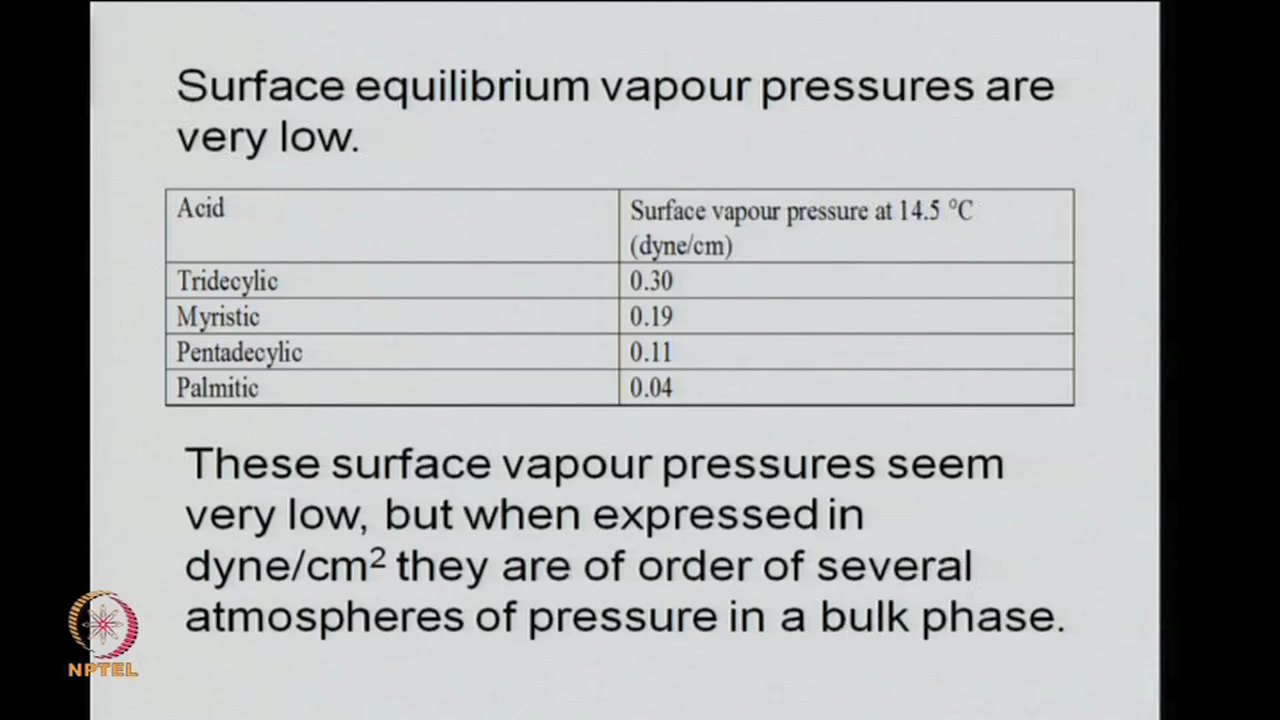 Surface equilibrium vapour pressures are
very low.
Acid
Surface vapour pressure at 14.5 °C
(dyne/cm)
Tridecylic
0.30
Myristic
0.19
Pentadecylic
0.11
Palmitic
0.04
These surface vapour pressures seem
very low, but when expressed in
dyne/cm² they are of order of several
atmospheres of pressure in a bulk phase.
NPTEL